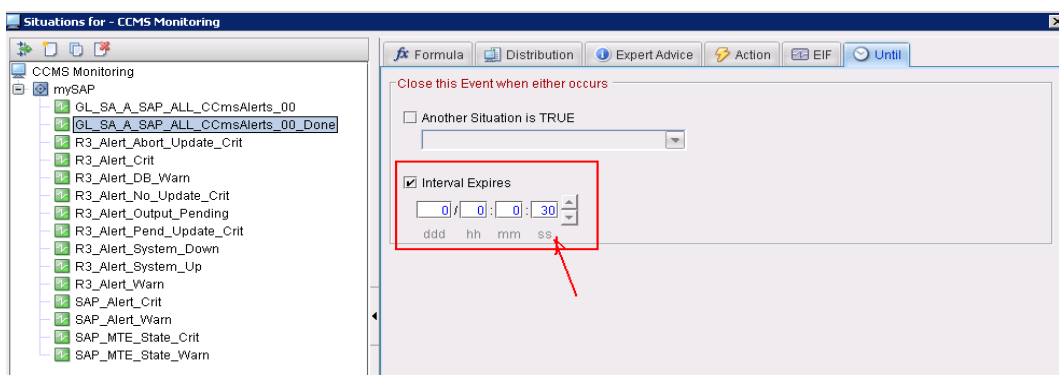 Situations for - CCMS Monitoring
CCMS Monitoring
mySAP
GL_SA_A_SAP_ALL_CCmsAlerts_00
GL_SA_A_SAP_ALL_CCmsAlerts_00_Done
R3_Alert_Abort_Update_Crit
R3_Alert_Crit
R3_Alert_DB_Warn
R3_Alert_No_Update_Crit
R3_Alert_Output_Pending
R3_Alert_Pend_Update_Crit
R3_Alert_System_Down
R3_Alert_System_Up
R3_Alert_Warn
SAP_Alert_Crit
SAP_Alert_Warn
SAP_MTE_State_Crit
SAP_MTE_State_Warn
fx Formula Distribution Expert Advice Action EIF Until
Close this Event when either occurs
Another Situation is TRUE
Interval Expires
0 / 0 : 0 : 30
ddd hh mm ss